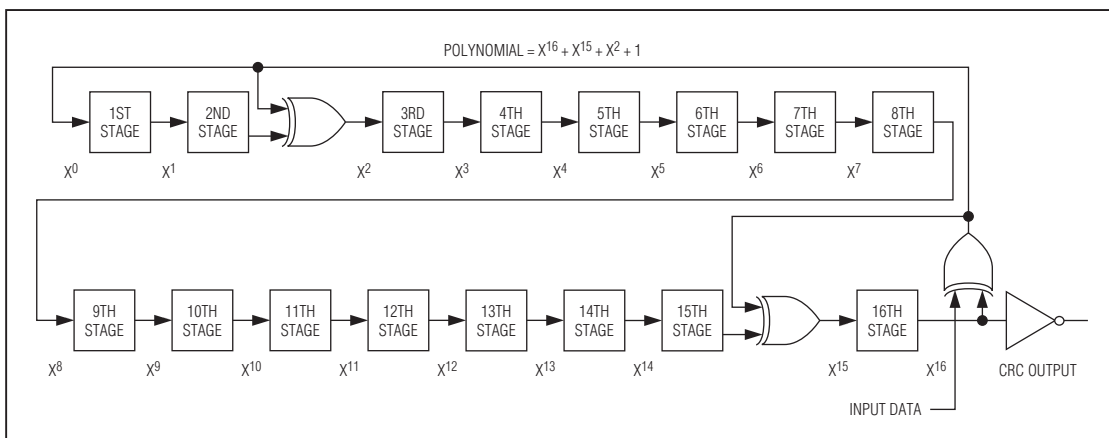 POLYNOMIAL = X¹⁶ + X¹⁵ + X² + 1
1ST
STAGE
2ND
STAGE
3RD
STAGE
4TH
STAGE
5TH
STAGE
6TH
STAGE
7TH
STAGE
8TH
STAGE
X⁰
X¹
X²
X³
X⁴
X⁵
X⁶
X⁷
9TH
STAGE
10TH
STAGE
11TH
STAGE
12TH
STAGE
13TH
STAGE
14TH
STAGE
15TH
STAGE
16TH
STAGE
X⁸
X⁹
X¹⁰
X¹¹
X¹²
X¹³
X¹⁴
X¹⁵
X¹⁶
CRC OUTPUT
INPUT DATA